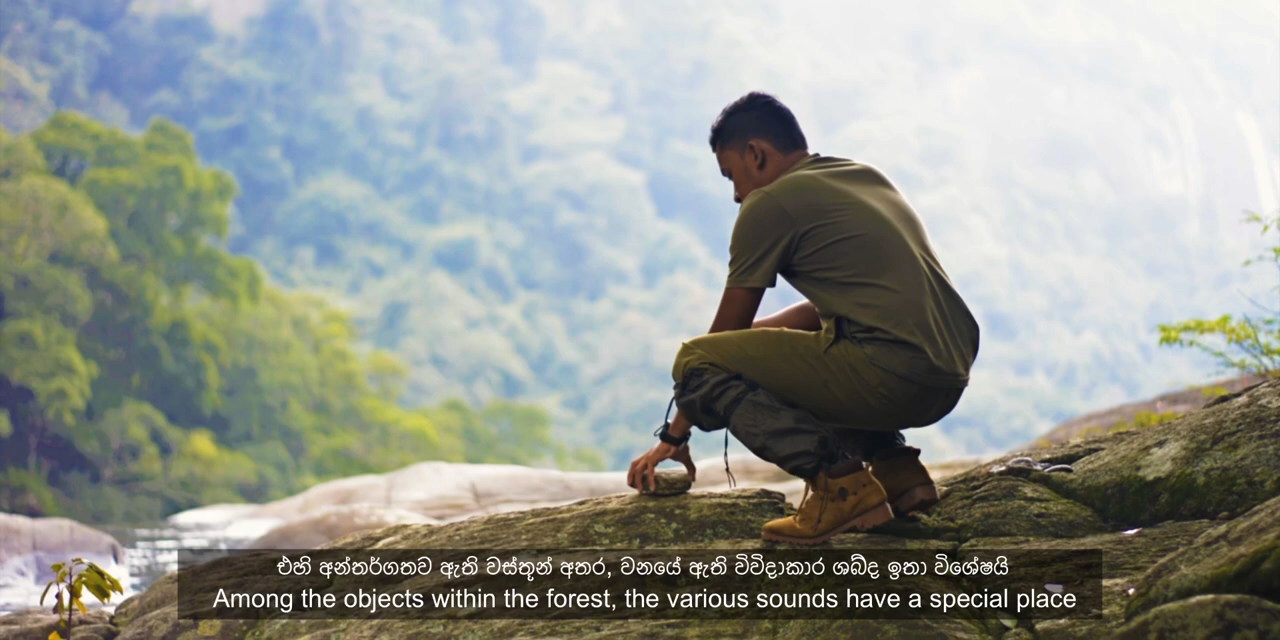 එහි අන්තර්ගතව ඇති වස්තූන් අතර, වනයේ ඇති විවිදාකාර ශබ්ද ඉතා විශේෂයි
Among the objects within the forest, the various sounds have a special place